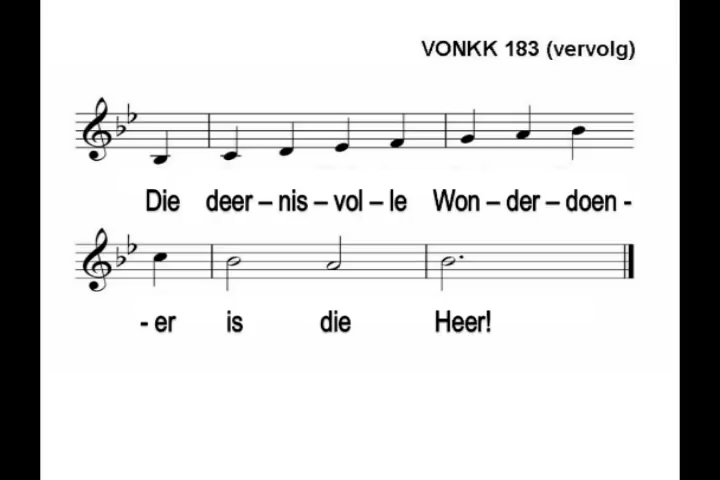 VONKK 183 (vervolg)
Die deer – nis – vol – le Won – der – doen -
- er is die Heer!